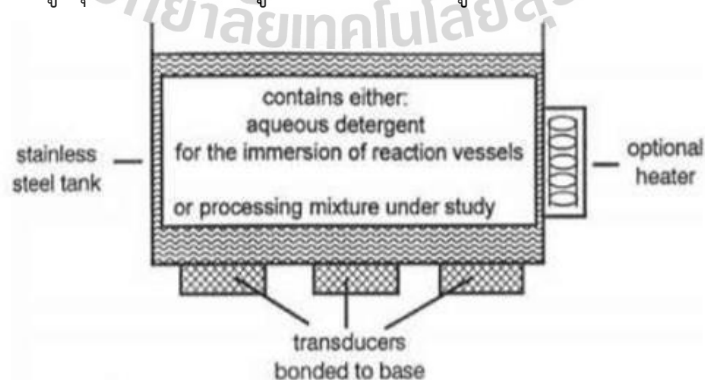 contains either:
aqueous detergent
for the immersion of reaction vessels
or processing mixture under study
stainless
steel tank
optional
heater
transducers
bonded to base